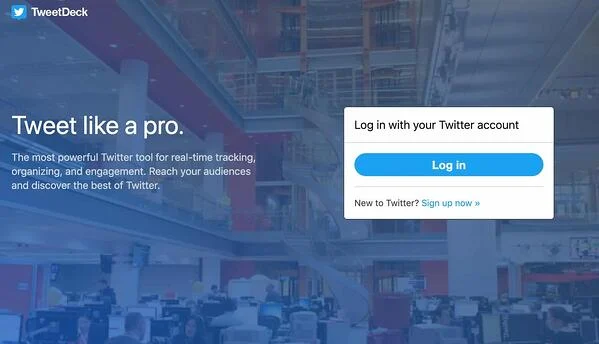 TweetDeck
Tweet like a pro.
The most powerful Twitter tool for real-time tracking,
organizing, and engagement. Reach your audiences
and discover the best of Twitter.
Log in with your Twitter account
Log in
New to Twitter? Sign up now »